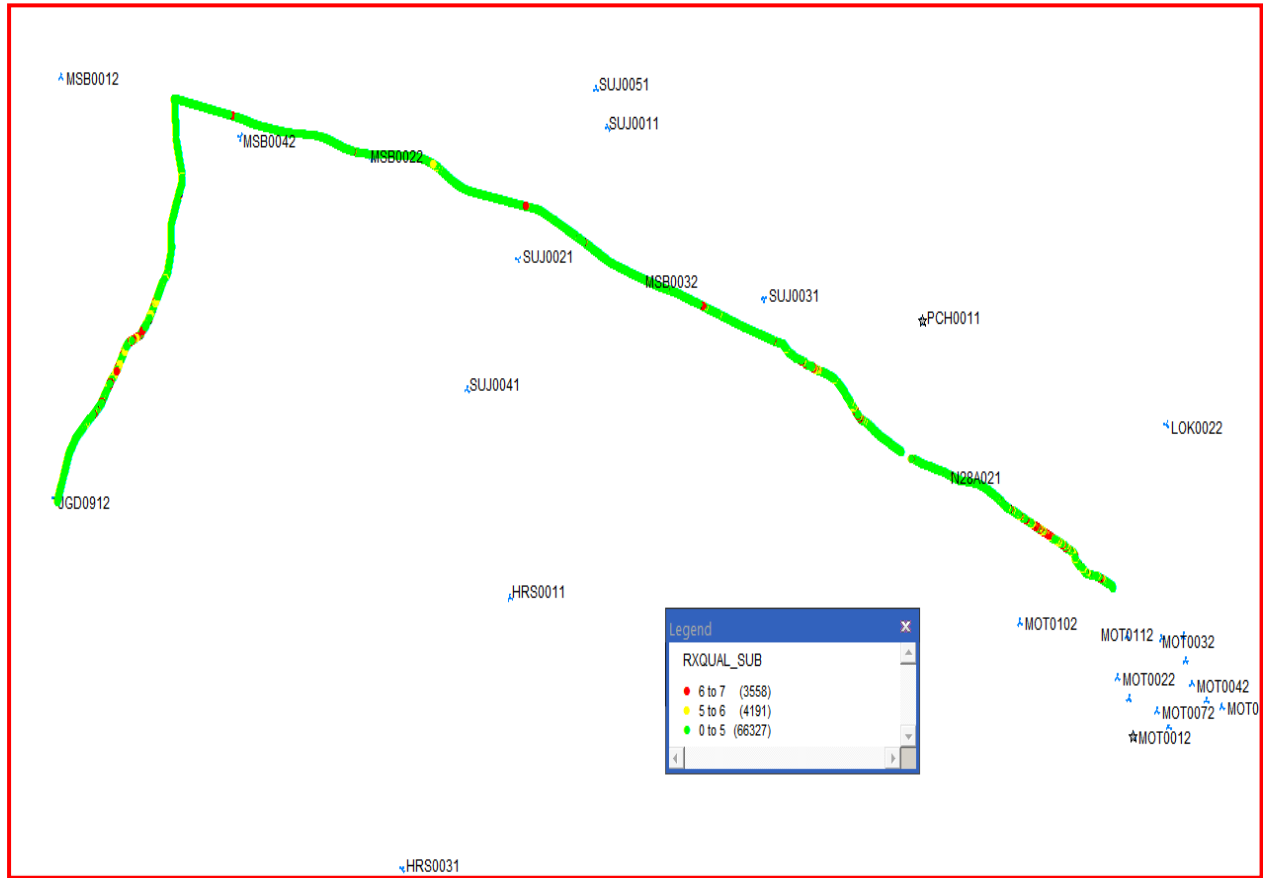 MSB0012
SUJ0051
SUJ0011
MSB0042
MSB0022
SUJ0021
MSB0032
SUJ0031
PCH0011
SUJ0041
LOK0022
N28A021
JGD0912
HRS0011
MOT0102
MOT0112
MOT0032
MOT0022
MOT0042
MOT0072
MOT0
MOT0012
HRS0031
Legend
RXQUAL_SUB
6 to 7 (3558)
5 to 6 (4191)
0 to 5 (66327)